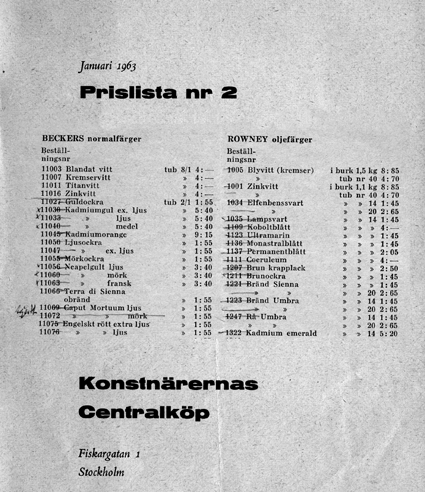 Januari 1963
Prislista nr 2
BECKERS normalfärger
Beställ-
ningsnr
11003 Blandat vitt tub 8/1 4:—
11007 Kremservitt » 4:—
11011 Titanvitt » 4:—
11016 Zinkvitt » 4:—
11027 Guldockra tub 2/1 1:55
11030 Kadmiumgul ex. ljus » 5:40
11033 » ljus » 5:40
11040 » medel » 5:40
11045 Kadmiumorange » 9:15
11050 Ljusockra » 1:55
11047 » ex. ljus » 1:55
11055 Mörkockra » 1:55
11056 Neapelgult ljus » 3:40
11060 » mörk » 3:40
11063 » fransk » 3:40
11066 Terra di Sienna
obränd » 1:55
11069 Caput Mortuum ljus » 1:55
11072 » » mörk » 1:55
11075 Engelskt rött extra ljus » 1:55
11076 » » ljus » 1:55
ROWNEY oljefärger
Beställ-
ningsnr
1005 Blyvitt (kremser) i burk 1,5 kg 8:85
» tub nr 40 4:70
1001 Zinkvitt i burk 1,1 kg 8:85
» tub nr 40 4:70
1034 Elfenbenssvart » » 14 1:45
» » » 20 2:65
1035 Lampsvart » » 14 1:45
1109 Koboltblått » » » 4:—
1123 Ultramarin » » » 1:45
1136 Monastralblått » » » 1:45
1137 Permanentblått » » » 2:05
1111 Coeruleum » » » 4:—
1207 Brun krapplack » » » 2:50
1211 Brunockra » » » 1:45
1221 Bränd Sienna » » » 1:45
» » » » 20 2:65
1223 Bränd Umbra » » 14 1:45
» » » » 20 2:65
1247 Rå Umbra » » 14 1:45
» » » » 20 2:65
1322 Kadmium emerald » » 14 5:20
Konstnärernas
Centralköp
Fiskargatan 1
Stockholm